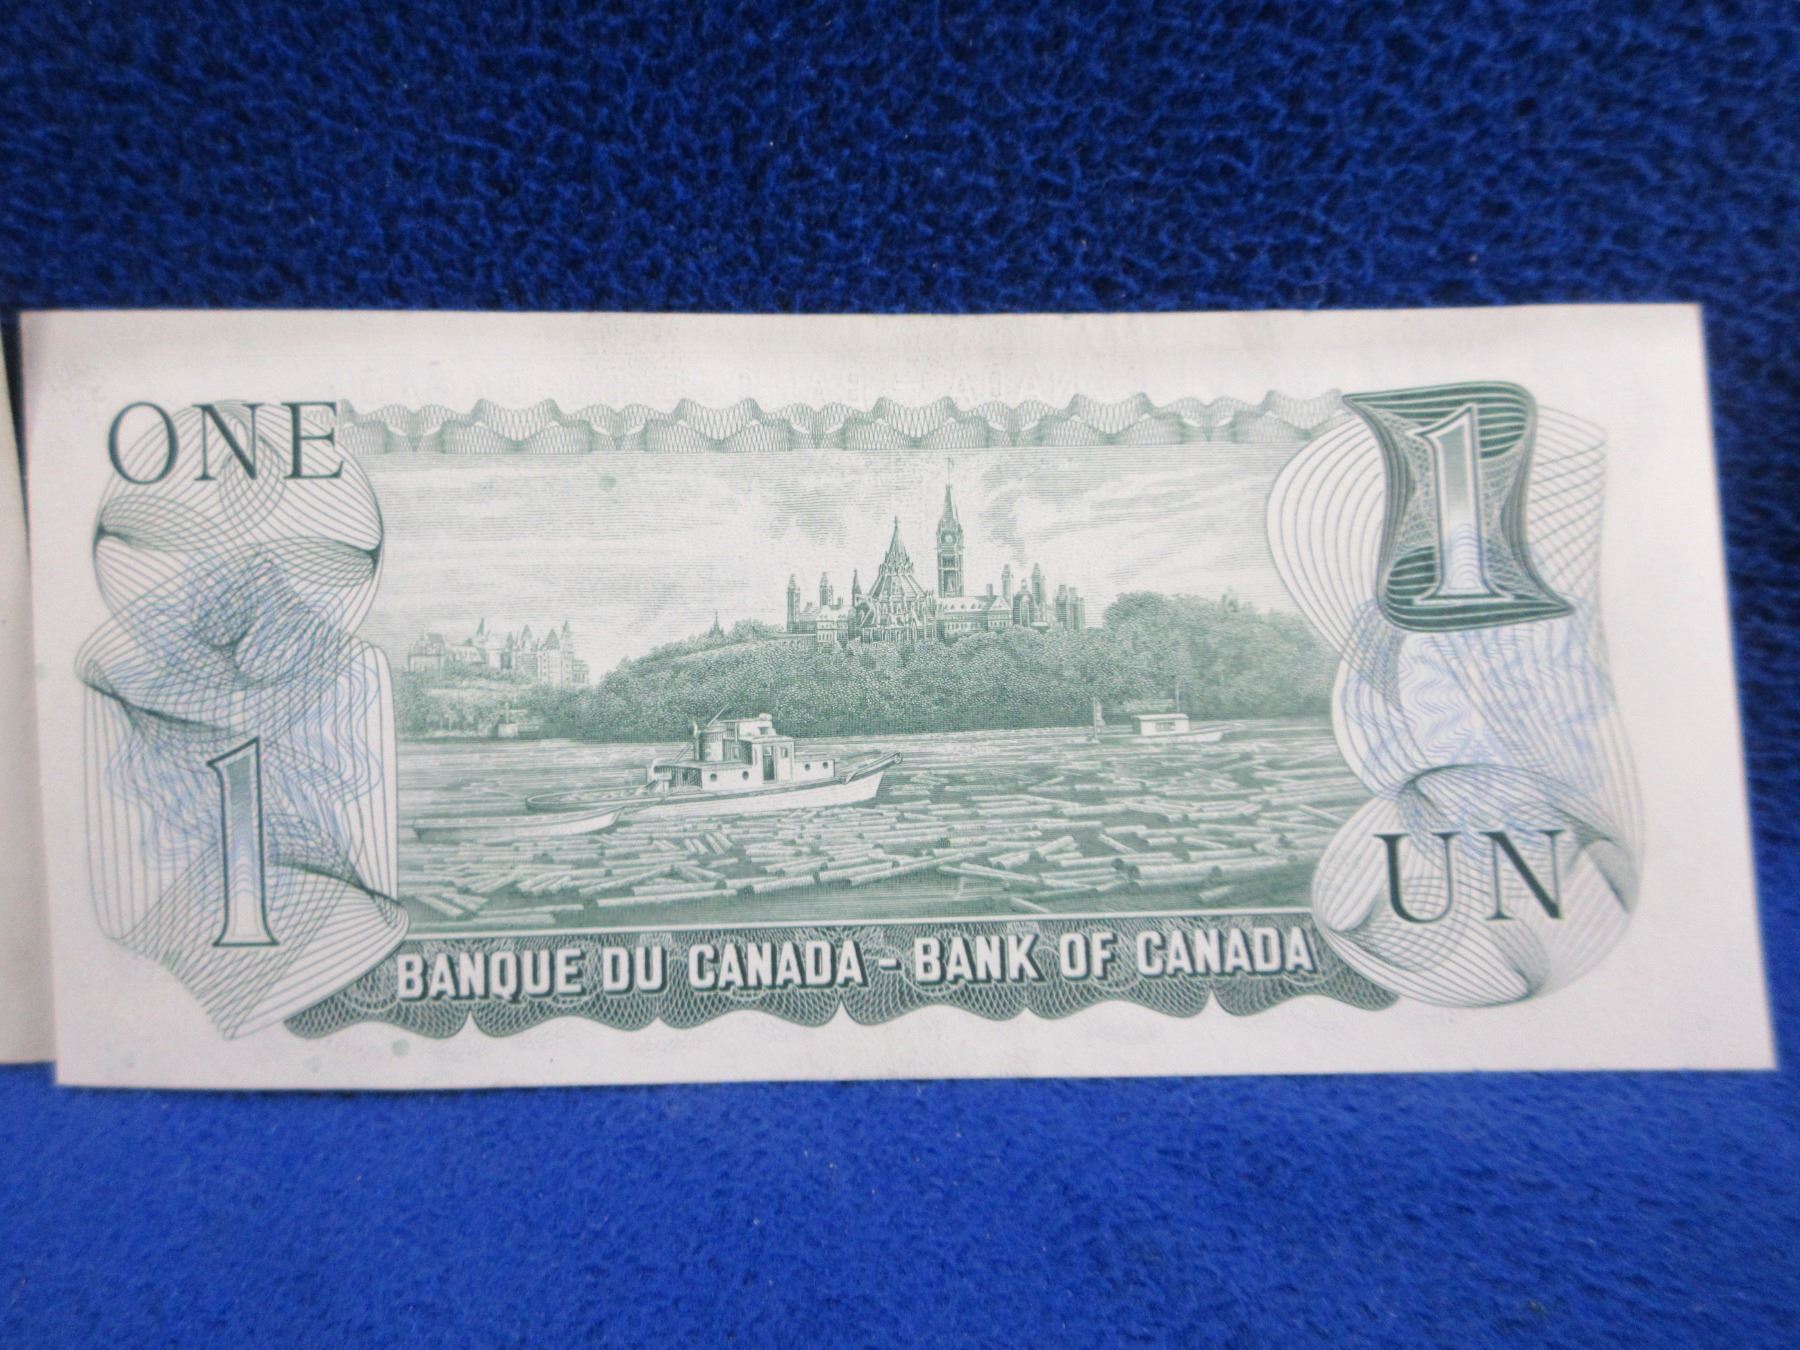 ONE
1
1
BANQUE DU CANADA - BANK OF CANADA
UN